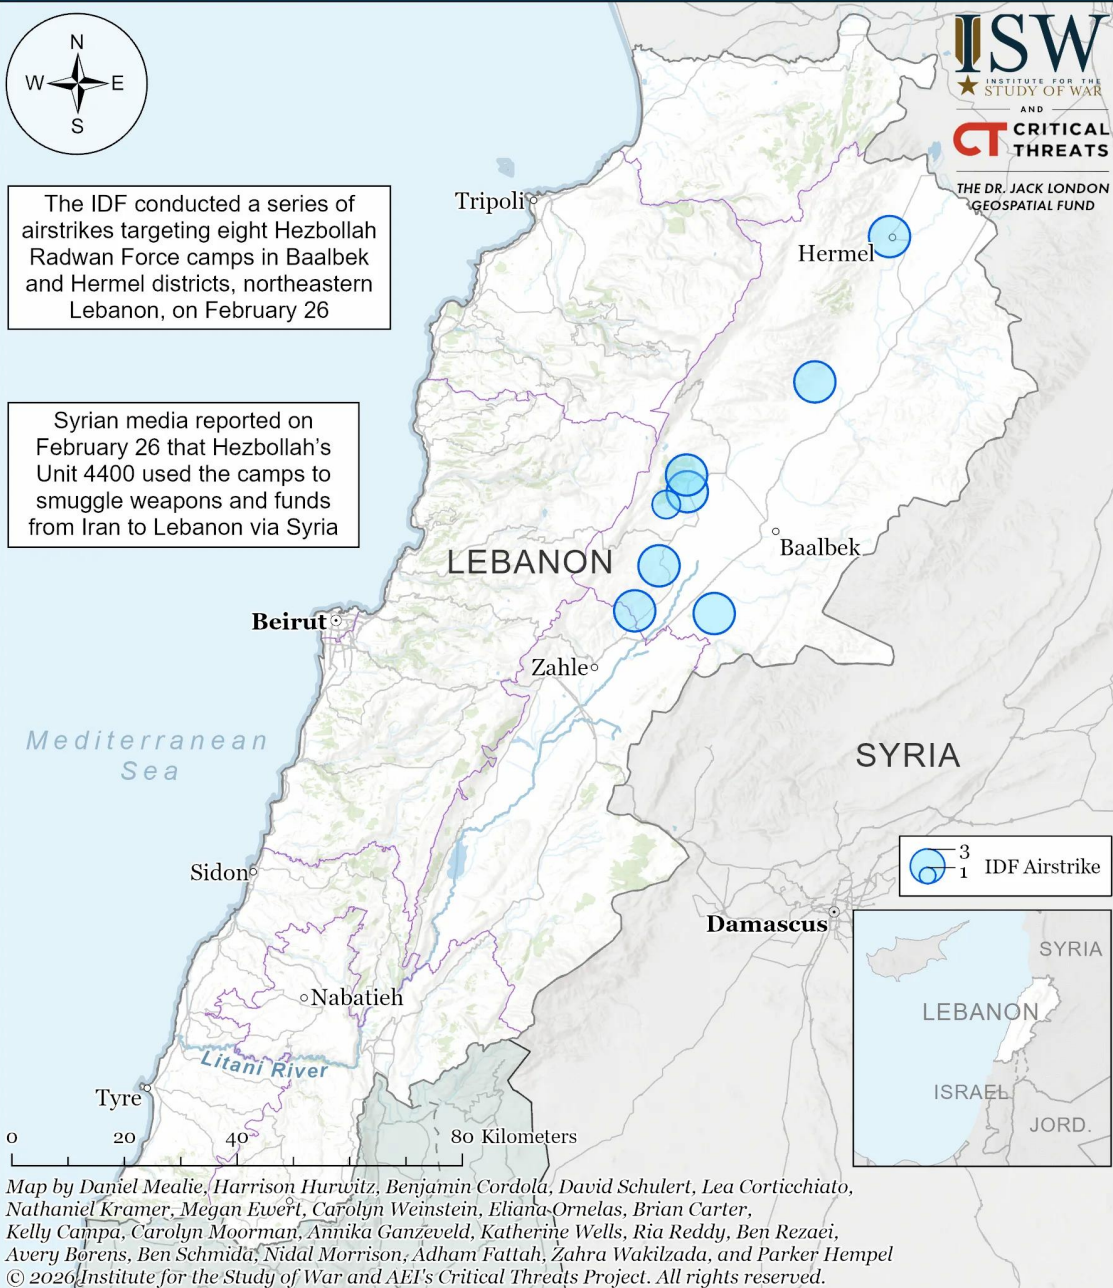 N
W
E
S
ISW
INSTITUTE FOR THE
STUDY OF WAR
AND
CT CRITICAL
THREATS
THE DR. JACK LONDON
GEOSPATIAL FUND
The IDF conducted a series of
airstrikes targeting eight Hezbollah
Radwan Force camps in Baalbek
and Hermel districts, northeastern
Lebanon, on February 26
Syrian media reported on
February 26 that Hezbollah's
Unit 4400 used the camps to
smuggle weapons and funds
from Iran to Lebanon via Syria
Tripoli
Hermel
Baalbek
LEBANON
Beirut
Zahle
Mediterranean
Sea
SYRIA
Sidon
Damascus
Nabatieh
Litani River
Tyre
3
1
IDF Airstrike
SYRIA
LEBANON
ISRAEL
JORD.
0 20 40 80 Kilometers
Map by Daniel Mealie, Harrison Hurwitz, Benjamin Cordola, David Schulert, Lea Corticchiato,
Nathaniel Kramer, Megan Ewert, Carolyn Weinstein, Eliana Ornelas, Brian Carter,
Kelly Campa, Carolyn Moorman, Annika Ganzeveld, Katherine Wells, Ria Reddy, Ben Rezaei,
Avery Borens, Ben Schmida, Nidal Morrison, Adham Fattah, Zahra Wakilzada, and Parker Hempel
© 2026 Institute for the Study of War and AEI's Critical Threats Project. All rights reserved.